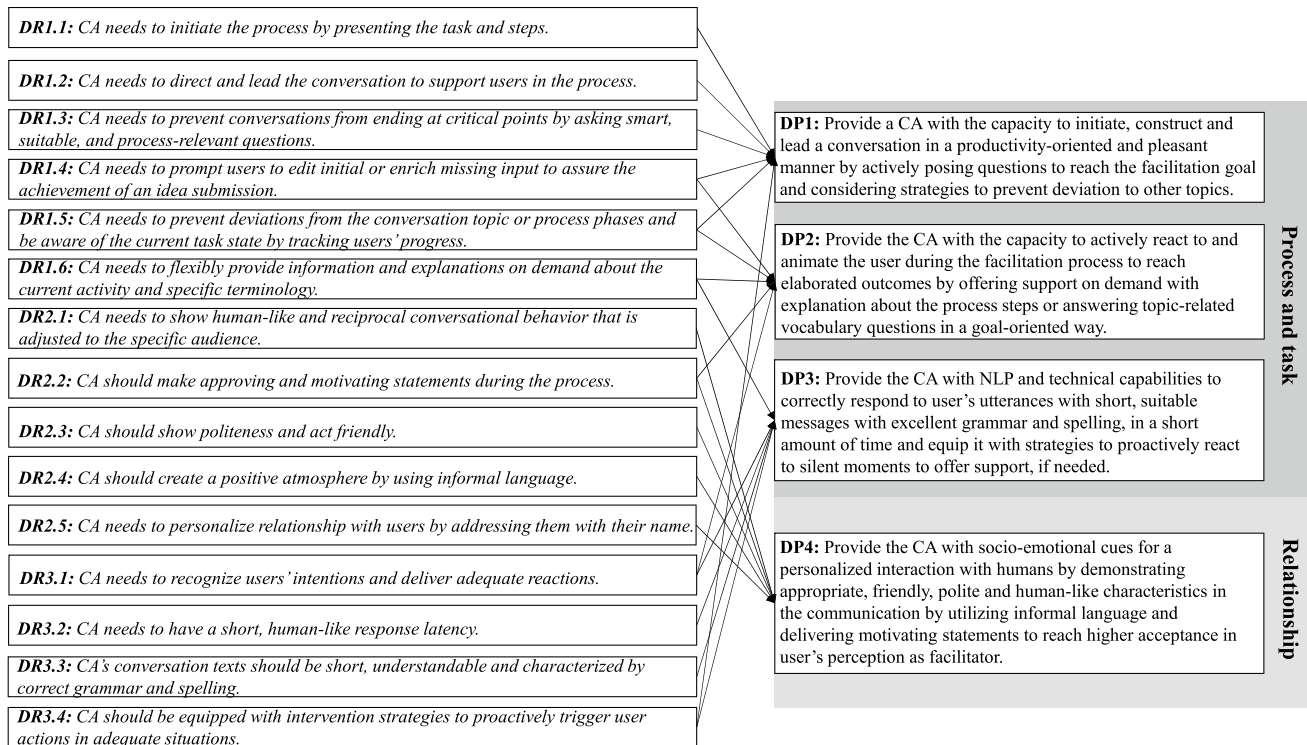 DR1.1: CA needs to initiate the process by presenting the task and steps.
DR1.2: CA needs to direct and lead the conversation to support users in the process.
DR1.3: CA needs to prevent conversations from ending at critical points by asking smart,
suitable, and process-relevant questions.
DR1.4: CA needs to prompt users to edit initial or enrich missing input to assure the
achievement of an idea submission.
DR1.5: CA needs to prevent deviations from the conversation topic or process phases and
be aware of the current task state by tracking users' progress.
DR1.6: CA needs to flexibly provide information and explanations on demand about the
current activity and specific terminology.
DR2.1: CA needs to show human-like and reciprocal conversational behavior that is
adjusted to the specific audience.
DR2.2: CA should make approving and motivating statements during the process.
DR2.3: CA should show politeness and act friendly.
DR2.4: CA should create a positive atmosphere by using informal language.
DR2.5: CA needs to personalize relationship with users by addressing them with their name.
DR3.1: CA needs to recognize users' intentions and deliver adequate reactions.
DR3.2: CA needs to have a short, human-like response latency.
DR3.3: CA's conversation texts should be short, understandable and characterized by
correct grammar and spelling.
DR3.4: CA should be equipped with intervention strategies to proactively trigger user
actions in adequate situations.
DP1: Provide a CA with the capacity to initiate, construct and
lead a conversation in a productivity-oriented and pleasant
manner by actively posing questions to reach the facilitation goal
and considering strategies to prevent deviation to other topics.
DP2: Provide the CA with the capacity to actively react to and
animate the user during the facilitation process to reach
elaborated outcomes by offering support on demand with
explanation about the process steps or answering topic-related
vocabulary questions in a goal-oriented way.
DP3: Provide the CA with NLP and technical capabilities to
correctly respond to user's utterances with short, suitable
messages with excellent grammar and spelling, in a short
amount of time and equip it with strategies to proactively react
to silent moments to offer support, if needed.
DP4: Provide the CA with socio-emotional cues for a
personalized interaction with humans by demonstrating
appropriate, friendly, polite and human-like characteristics in
the communication by utilizing informal language and
delivering motivating statements to reach higher acceptance in
user's perception as facilitator.
Process and task
Relationship